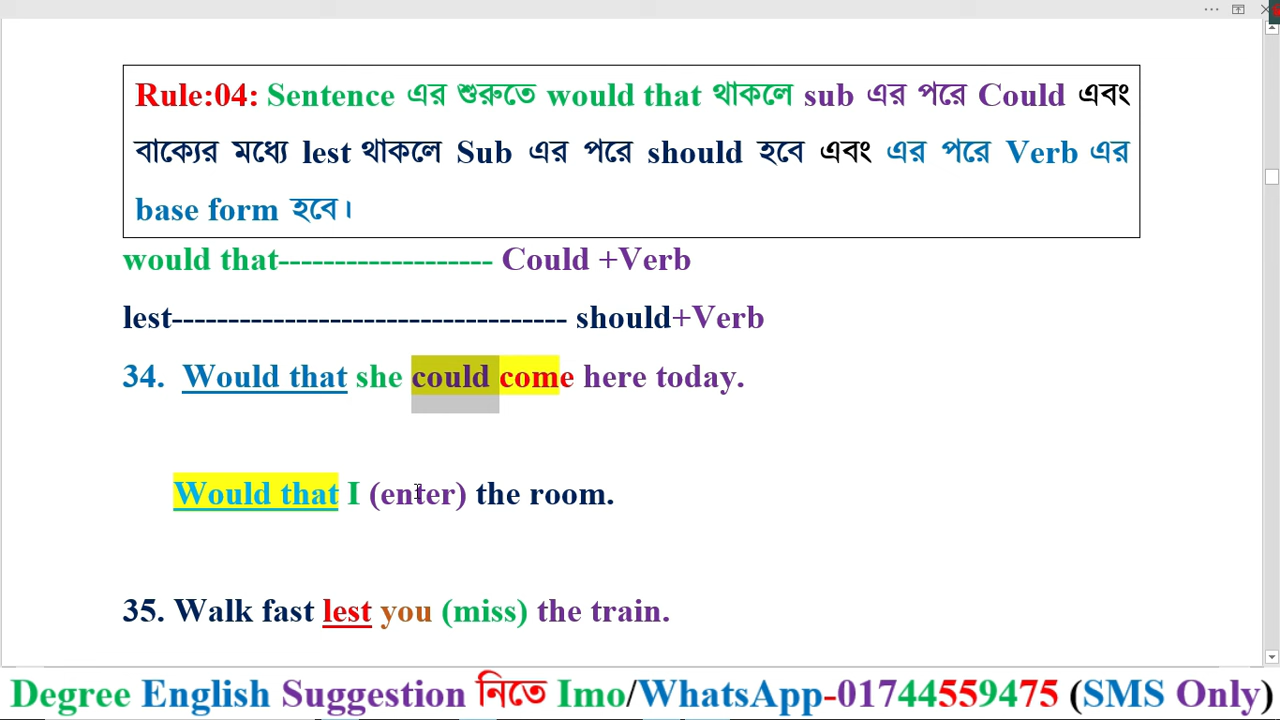 Rule:04: Sentence এর শুরুতে would that থাকলে sub এর পরে Could এবং
বাক্যের মধ্যে lest থাকলে Sub এর পরে should হবে এবং এর পরে Verb এর
base form হবে।
would that------------------- Could +Verb
lest----------------------------------- should+Verb
34. Would that she could come here today.
Would that I (enter) the room.
35. Walk fast lest you (miss) the train.
Degree English Suggestion নিতে Imo/WhatsApp-01744559475 (SMS Only)